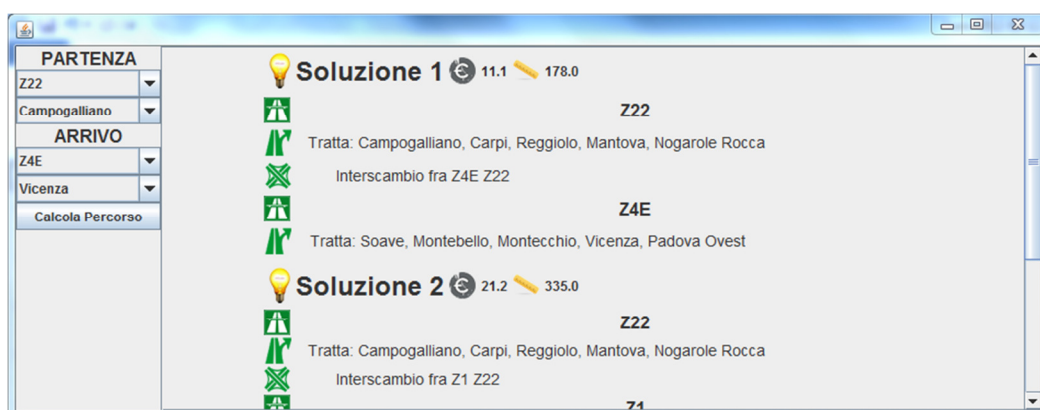 PARTENZA
Z22
Campogalliano
ARRIVO
Z4E
Vicenza
Calcola Percorso
Soluzione 1 € 11.1 178.0
Z22
Tratta: Campogalliano, Carpi, Reggiolo, Mantova, Nogarole Rocca
Interscambio fra Z4E Z22
Z4E
Tratta: Soave, Montebello, Montecchio, Vicenza, Padova Ovest
Soluzione 2 € 21.2 335.0
Z22
Tratta: Campogalliano, Carpi, Reggiolo, Mantova, Nogarole Rocca
Interscambio fra Z1 Z22
Z1